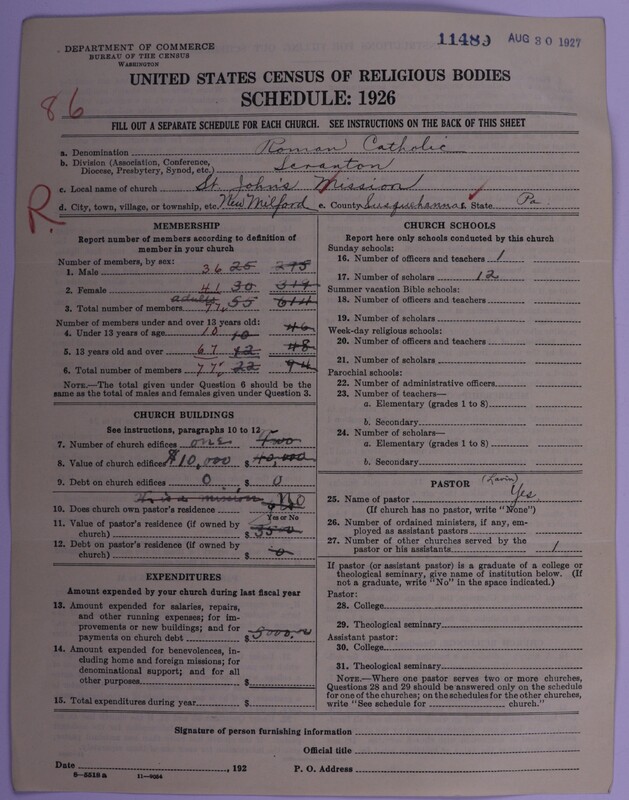 11489 AUG 30 1927
DEPARTMENT OF COMMERCE
BUREAU OF THE CENSUS
WASHINGTON
UNITED STATES CENSUS OF RELIGIOUS BODIES
SCHEDULE: 1926
86
FILL OUT A SEPARATE SCHEDULE FOR EACH CHURCH. SEE INSTRUCTIONS ON THE BACK OF THIS SHEET
a. Denomination Roman Catholic
b. Division (Association, Conference, Diocese, Presbytery, Synod, etc.) Scranton
c. Local name of church St. John's Mission
R. d. City, town, village, or township, etc. New Milford e. County Susquehanna State Pa.
MEMBERSHIP
Report number of members according to definition of
member in your church
Number of members, by sex:
1. Male 36 25 295
2. Female 41 30 319
adults
3. Total number of members 77 55 614
Number of members under and over 13 years old:
4. Under 13 years of age 10 10 46
5. 13 years old and over 67 12 48
6. Total number of members 77 22 94
NOTE.—The total given under Question 6 should be
same as the total of males and females given under Question 3.
CHURCH BUILDINGS
See instructions, paragraphs 10 to 12
7. Number of church edifices one
8. Value of church edifices $10,000 $ 40,000
9. Debt on church edifices 0 $ 0
This is a mission No
10. Does church own pastor's residence
Yes or No
11. Value of pastor's residence (if owned by
church) $
12. Debt on pastor's residence (if owned by
church) $ 0
EXPENDITURES
Amount expended by your church during last fiscal year
13. Amount expended for salaries, repairs,
and other running expenses; for im-
provements or new buildings; and for
payments on church debt $ 5000.00
14. Amount expended for benevolences, in-
cluding home and foreign missions; for
denominational support; and for all
other purposes $
15. Total expenditures during year $
CHURCH SCHOOLS
Report here only schools conducted by this church
Sunday schools:
16. Number of officers and teachers 1
17. Number of scholars 12
Summer vacation Bible schools:
18. Number of officers and teachers
19. Number of scholars
Week-day religious schools:
20. Number of officers and teachers
21. Number of scholars
Parochial schools:
22. Number of administrative officers
23. Number of teachers—
a. Elementary (grades 1 to 8)
b. Secondary
24. Number of scholars—
a. Elementary (grades 1 to 8)
b. Secondary
PASTOR
25. Name of pastor Yes
(If church has no pastor, write "None")
26. Number of ordained ministers, if any, em-
ployed as assistant pastors
27. Number of other churches served by the
pastor or his assistants 1
If pastor (or assistant pastor) is a graduate of a college or
theological seminary, give name of institution below. (If
not a graduate, write "No" in the space indicated.)
Pastor:
28. College
29. Theological seminary
Assistant pastor:
30. College
31. Theological seminary
NOTE.—Where one pastor serves two or more churches,
Questions 28 and 29 should be answered only on the schedule
for one of the churches; on the schedules for the other churches,
write "See schedule for church."
Signature of person furnishing information
Official title
Date , 192 P. O. Address
6—5518 a 11—9054